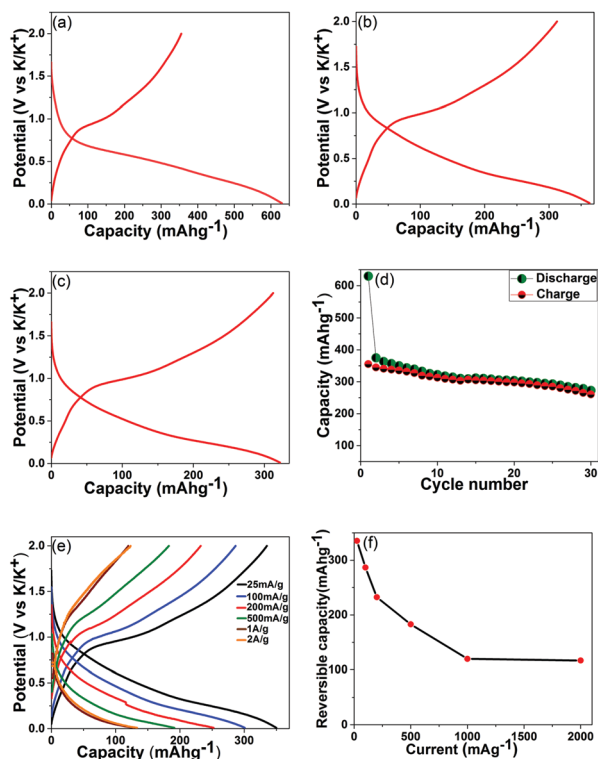 (a)
Potential (V vs K/K+)
2.0
1.5
1.0
0.5
0.0
0 100 200 300 400 500 600
Capacity (mAhg-1)
(b)
Potential (V vs K/K+)
2.0
1.5
1.0
0.5
0.0
0 100 200 300
Capacity (mAhg-1)
(c)
Potential (V vs K/K+)
2.0
1.5
1.0
0.5
0.0
0 100 200 300
Capacity (mAhg-1)
(d)
Discharge
Charge
Capacity (mAhg-1)
600
500
400
300
200
100
0 10 20 30
Cycle number
(e)
Potential (V vs K/K+)
2.0
1.5
1.0
0.5
0.0
25mA/g
100mA/g
200mA/g
500mA/g
1A/g
2A/g
0 100 200 300
Capacity (mAhg-1)
(f)
Reversible capacity(mAhg-1)
300
200
100
0
0 500 1000 1500 2000
Current (mAg-1)